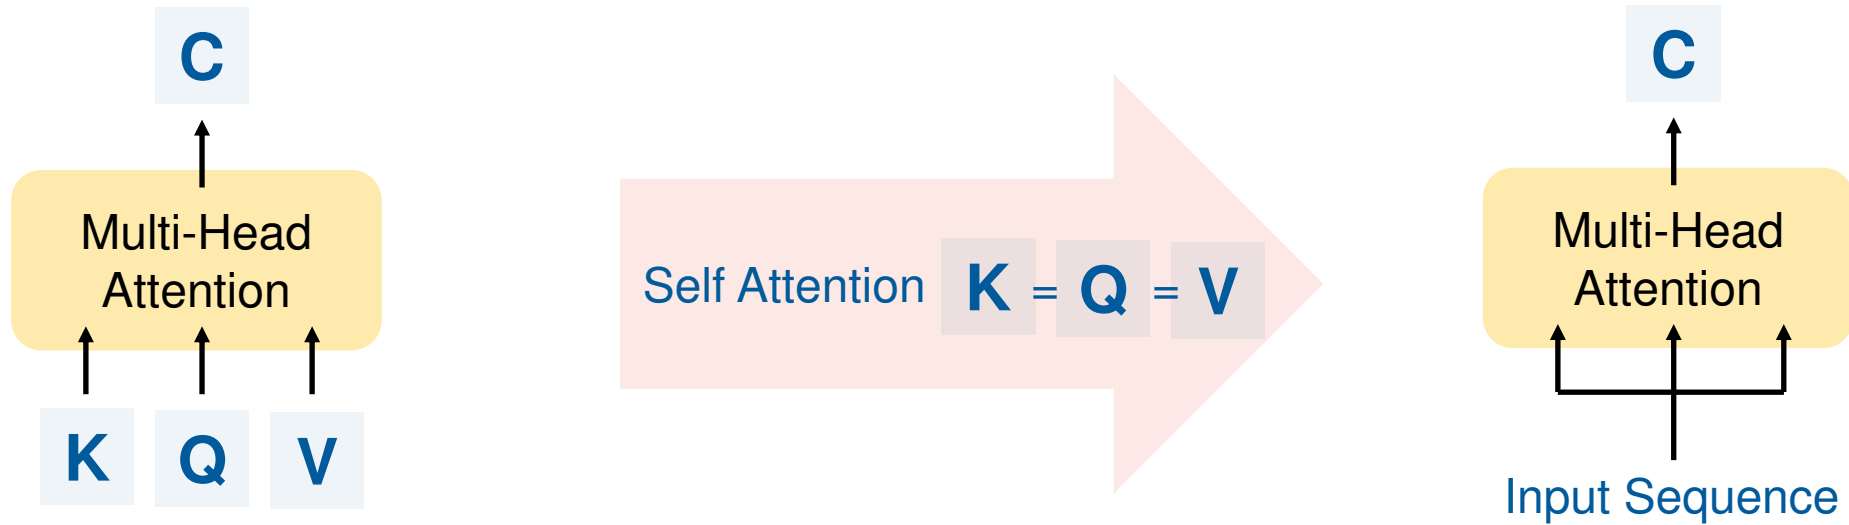 C
Multi-Head
Attention
K Q V
Self Attention K = Q = V
C
Multi-Head
Attention
Input Sequence